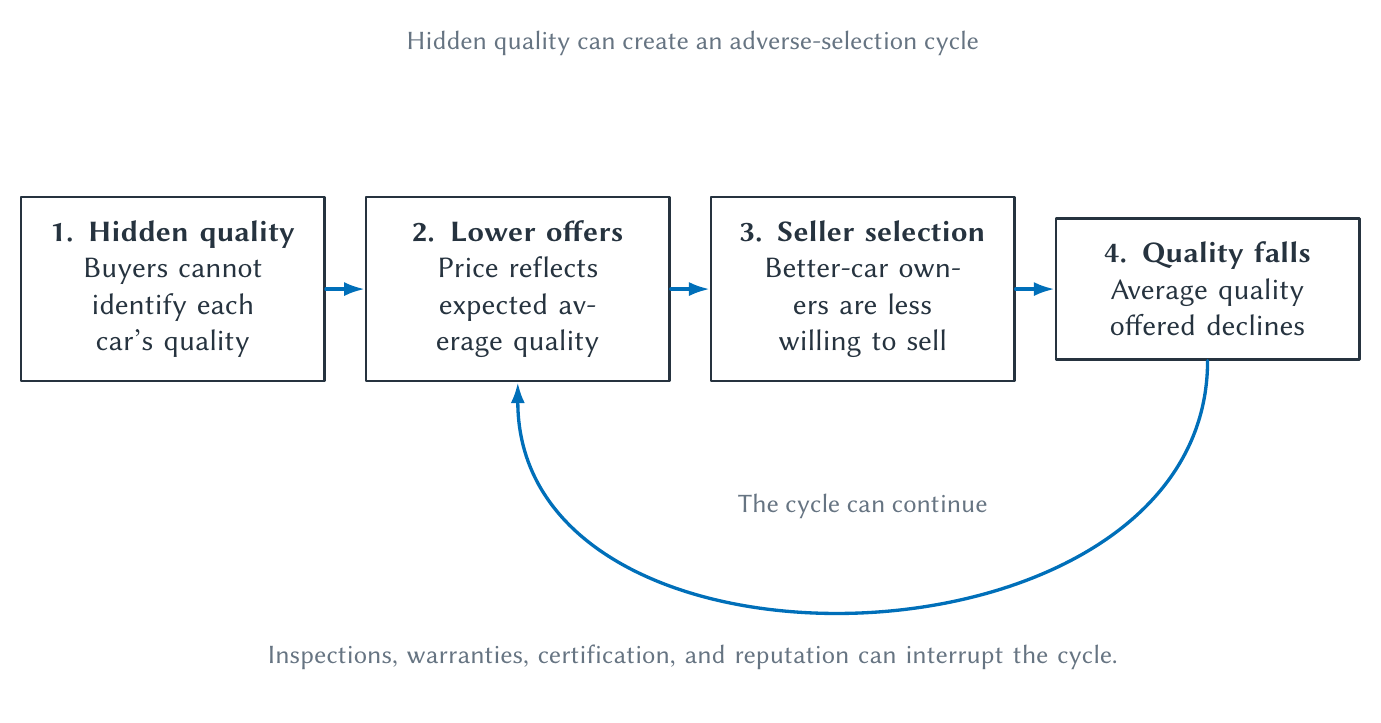 Hidden quality can create an adverse-selection cycle
1. Hidden quality
Buyers cannot
identify each
car's quality
2. Lower offers
Price reflects
expected av-
erage quality
3. Seller selection
Better-car own-
ers are less
willing to sell
4. Quality falls
Average quality
offered declines
The cycle can continue
Inspections, warranties, certification, and reputation can interrupt the cycle.